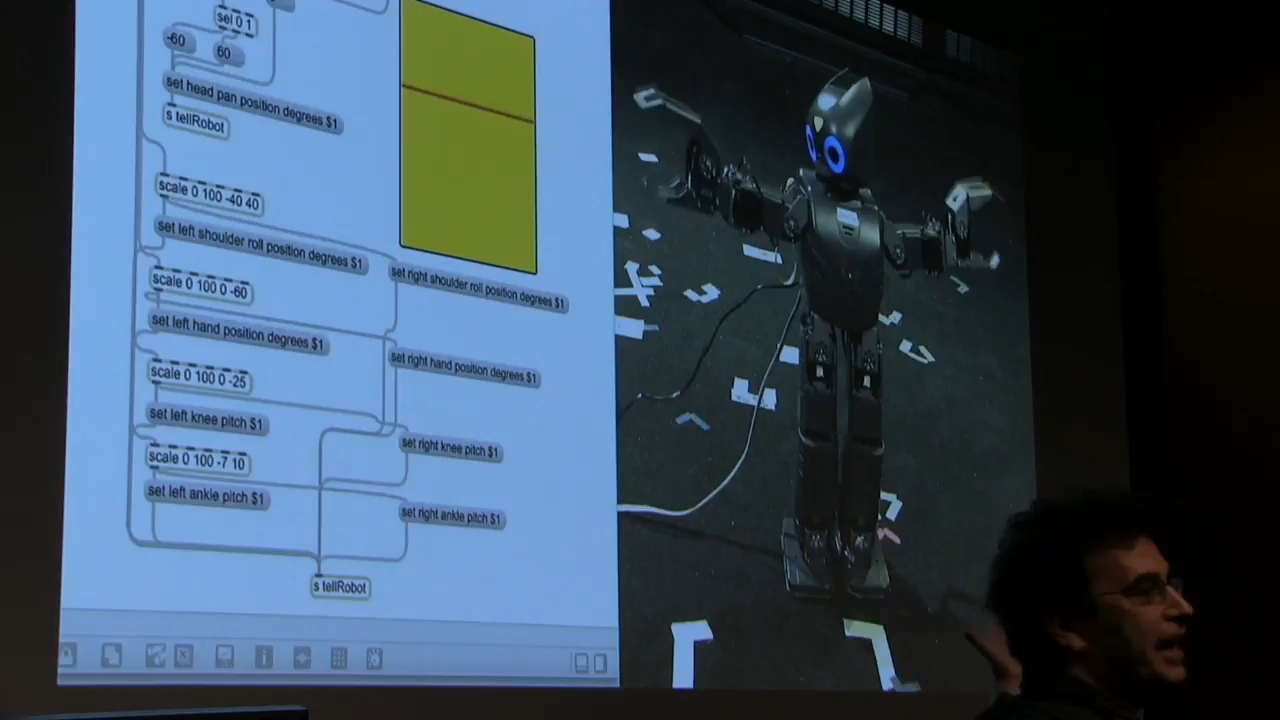 sel 0 1
-60
60
set head pan position degrees $1
s tellRobot
scale 0 100 -40 40
set left shoulder roll position degrees $1
set right shoulder roll position degrees $1
scale 0 100 0 -60
set left hand position degrees $1
set right hand position degrees $1
scale 0 100 0 -25
set left knee pitch $1
set right knee pitch $1
scale 0 100 -7 10
set left ankle pitch $1
set right ankle pitch $1
s tellRobot